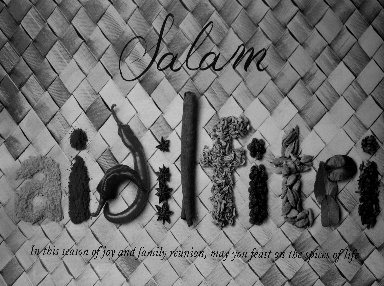 Salam
aidilfitri
In this season of joy and family reunion, may you feast on the spices of life